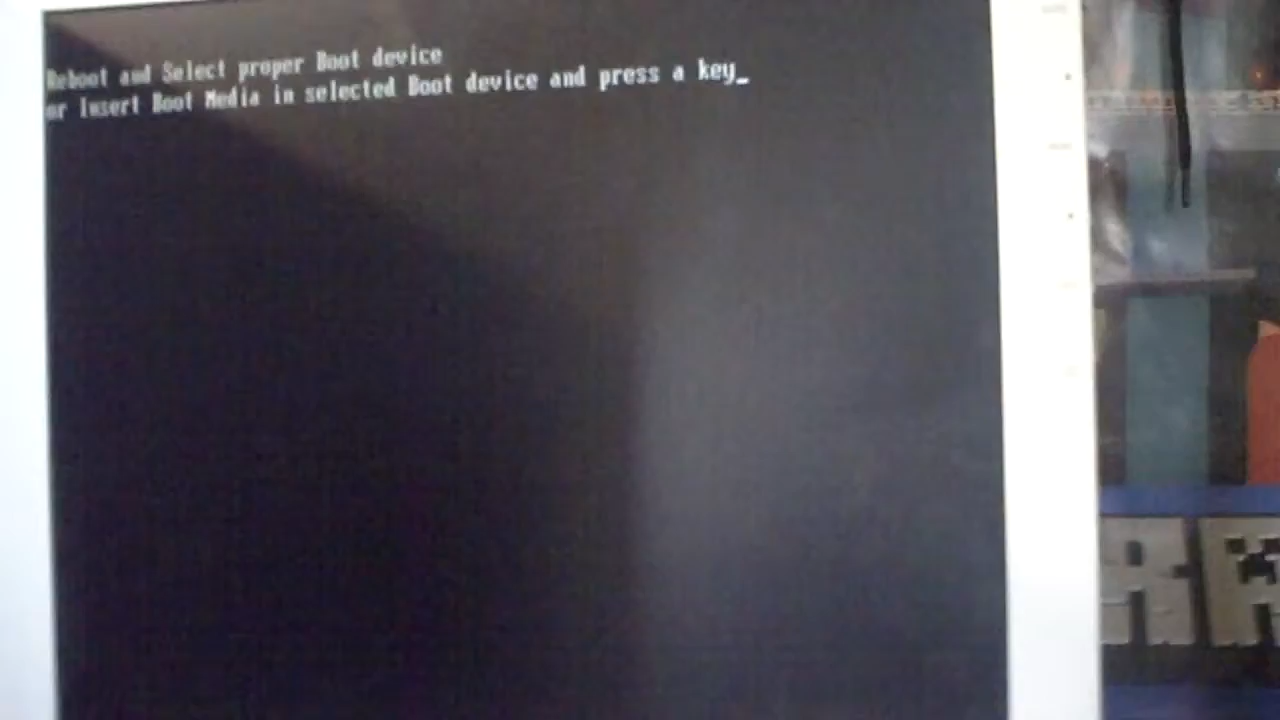 Reboot and Select proper Boot device
or Insert Boot Media in selected Boot device and press a key_